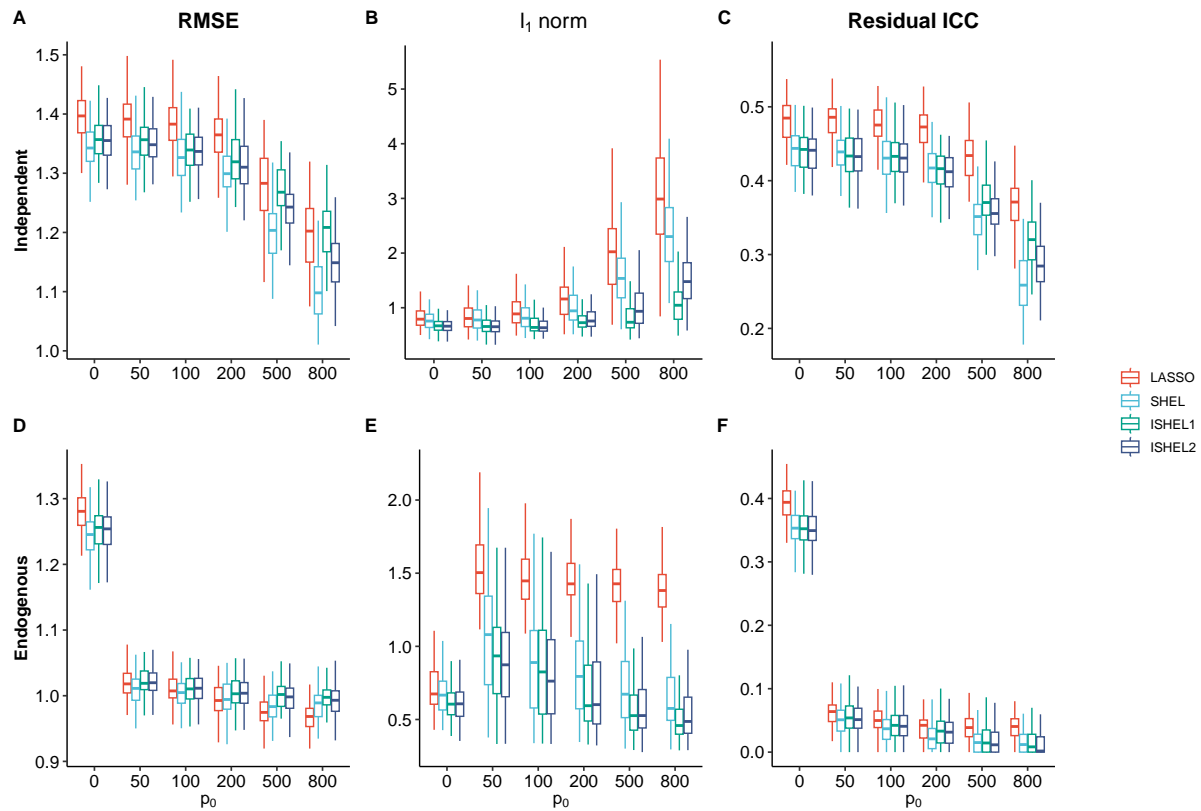 A RMSE B l₁ norm C Residual ICC
Independent
1.5
1.4
1.3
1.2
1.1
1.0
0 50 100 200 500 800
5
4
3
2
1
0 50 100 200 500 800
0.5
0.4
0.3
0.2
0 50 100 200 500 800
LASSO
SHEL
ISHEL1
ISHEL2
D E F
Endogenous
1.3
1.2
1.1
1.0
0.9
0 50 100 200 500 800
p₀
2.0
1.5
1.0
0.5
0 50 100 200 500 800
p₀
0.4
0.3
0.2
0.1
0.0
0 50 100 200 500 800
p₀